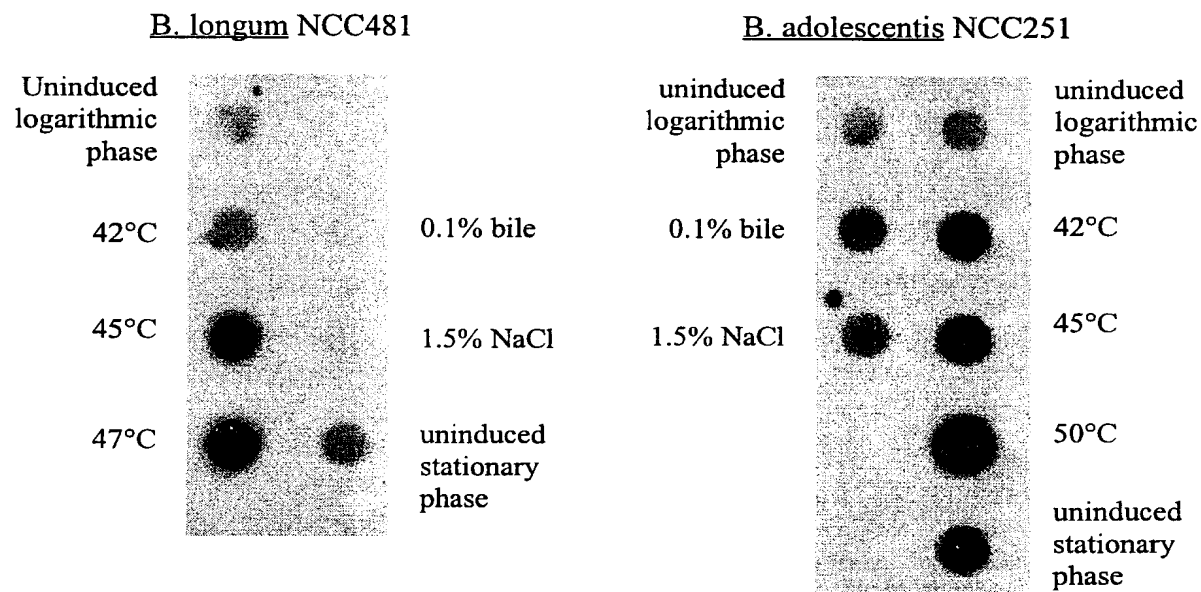 B. longum NCC481
Uninduced
logarithmic
phase
42°C
45°C
47°C
0.1% bile
1.5% NaCl
uninduced
stationary
phase
B. adolescentis NCC251
uninduced
logarithmic
phase
0.1% bile
1.5% NaCl
uninduced
logarithmic
phase
42°C
45°C
50°C
uninduced
stationary
phase